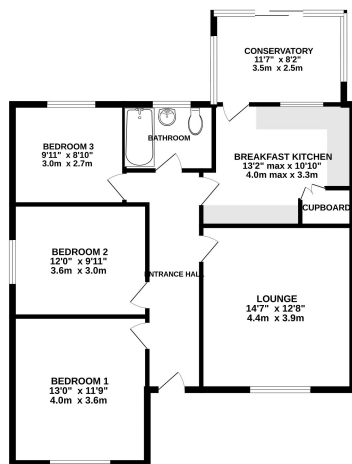 CONSERVATORY
11'7" x 8'2"
3.5m x 2.5m
BATHROOM
BEDROOM 3
9'11" x 8'10"
3.0m x 2.7m
BREAKFAST KITCHEN
13'2" max x 10'10"
4.0m max x 3.3m
CUPBOARD
BEDROOM 2
12'0" x 9'11"
3.6m x 3.0m
ENTRANCE HALL
LOUNGE
14'7" x 12'8"
4.4m x 3.9m
BEDROOM 1
13'0" x 11'9"
4.0m x 3.6m